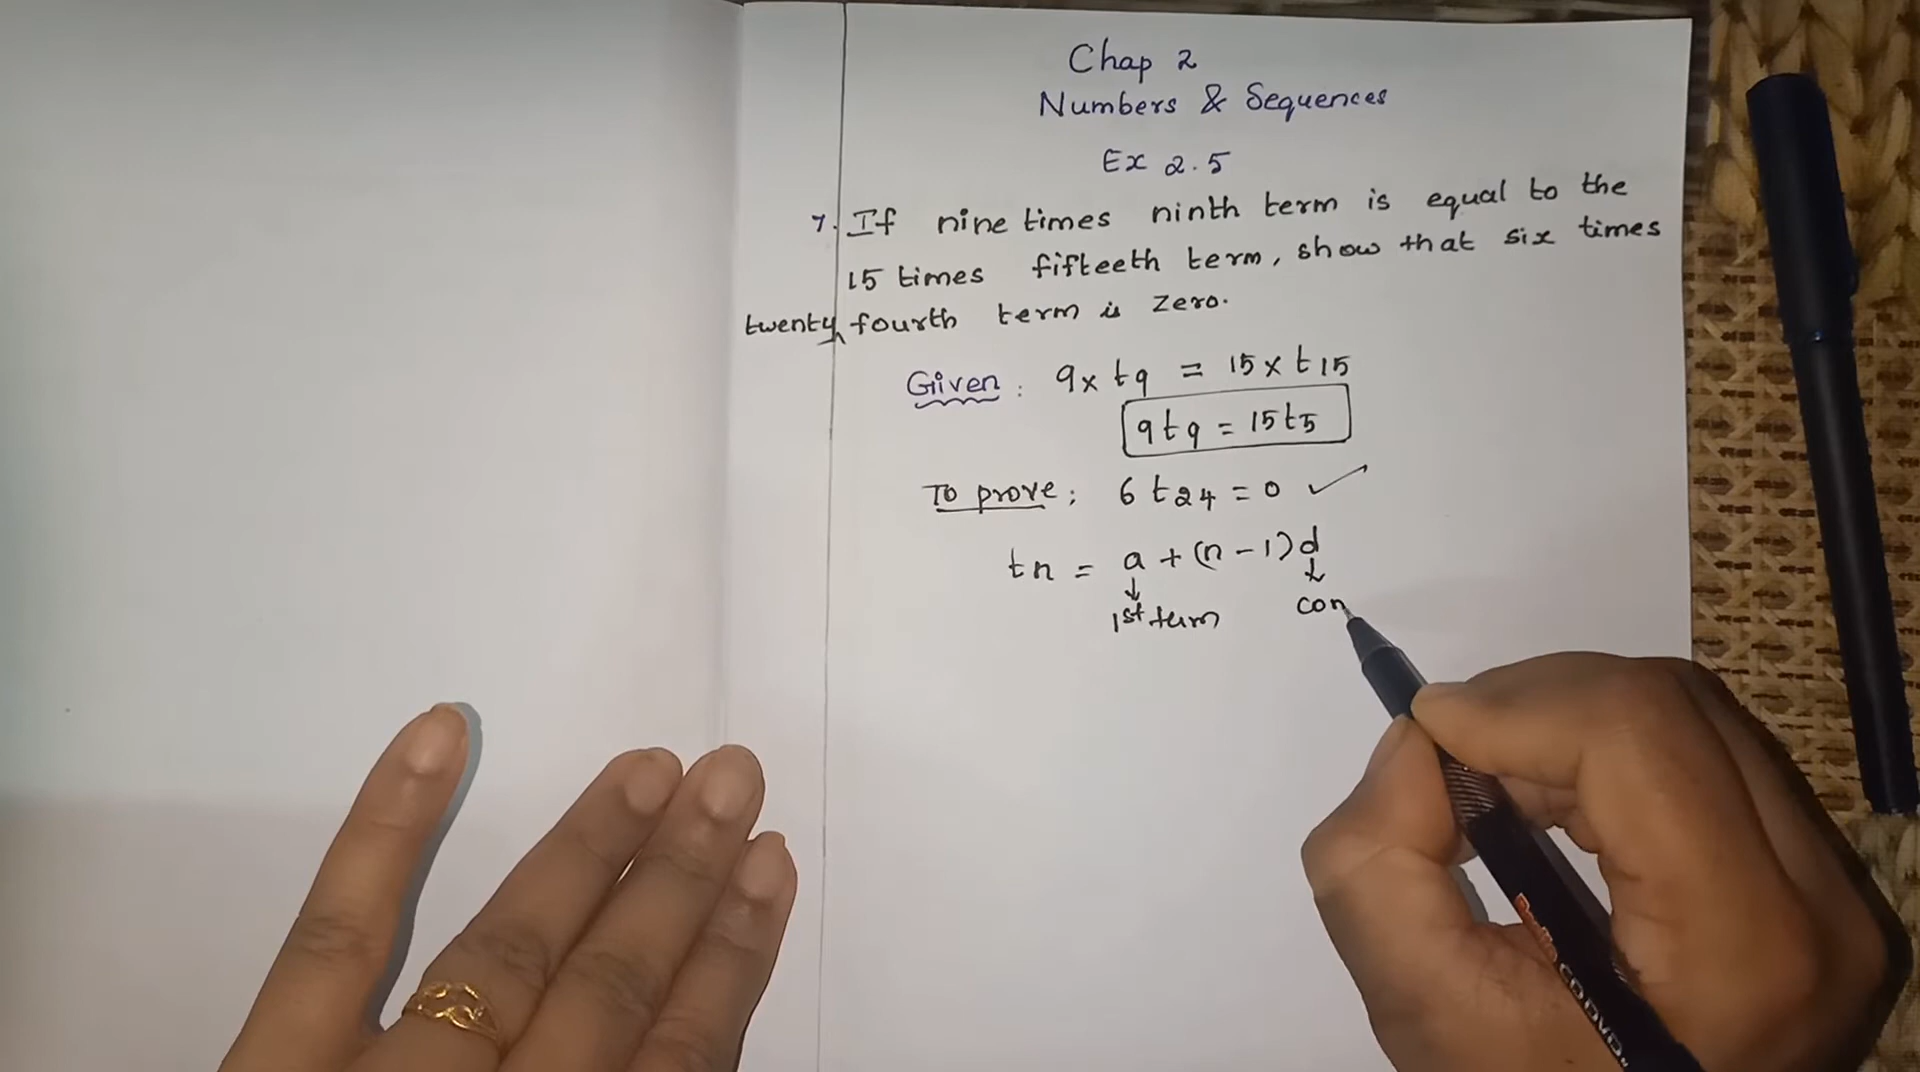 Chap 2
Numbers & Sequences
Ex 2.5
7. If nine times ninth term is equal to the
15 times fifteeth term, show that six times
twenty fourth term is zero.
Given : 9 x t9 = 15 x t15
9t9 = 15t5
To prove : 6 t24 = 0 ✓
tn = a + (n - 1) d
↓ ↓
1st term con